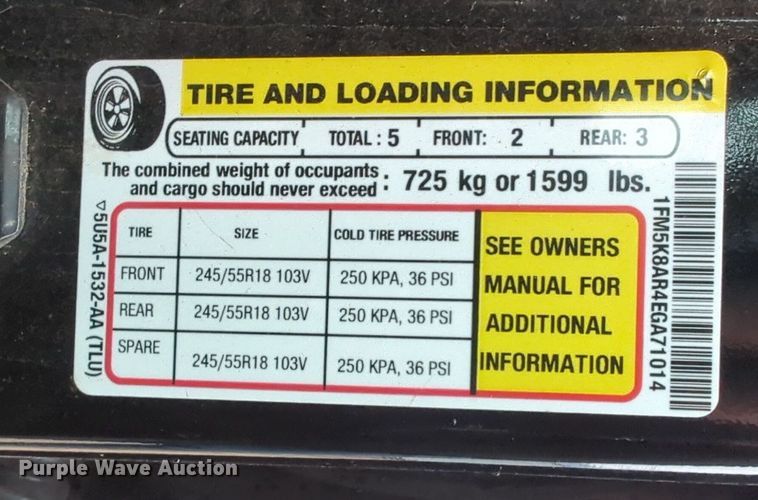 TIRE AND LOADING INFORMATION
SEATING CAPACITY TOTAL : 5 FRONT: 2 REAR: 3
The combined weight of occupants
and cargo should never exceed : 725 kg or 1599 lbs.
TIRE SIZE COLD TIRE PRESSURE
FRONT 245/55R18 103V 250 KPA, 36 PSI
REAR 245/55R18 103V 250 KPA, 36 PSI
SPARE 245/55R18 103V 250 KPA, 36 PSI
SEE OWNERS
MANUAL FOR
ADDITIONAL
INFORMATION
5U5A-1532-AA (TLU)
1FM5K8AR4EGA71014
Purple Wave Auction